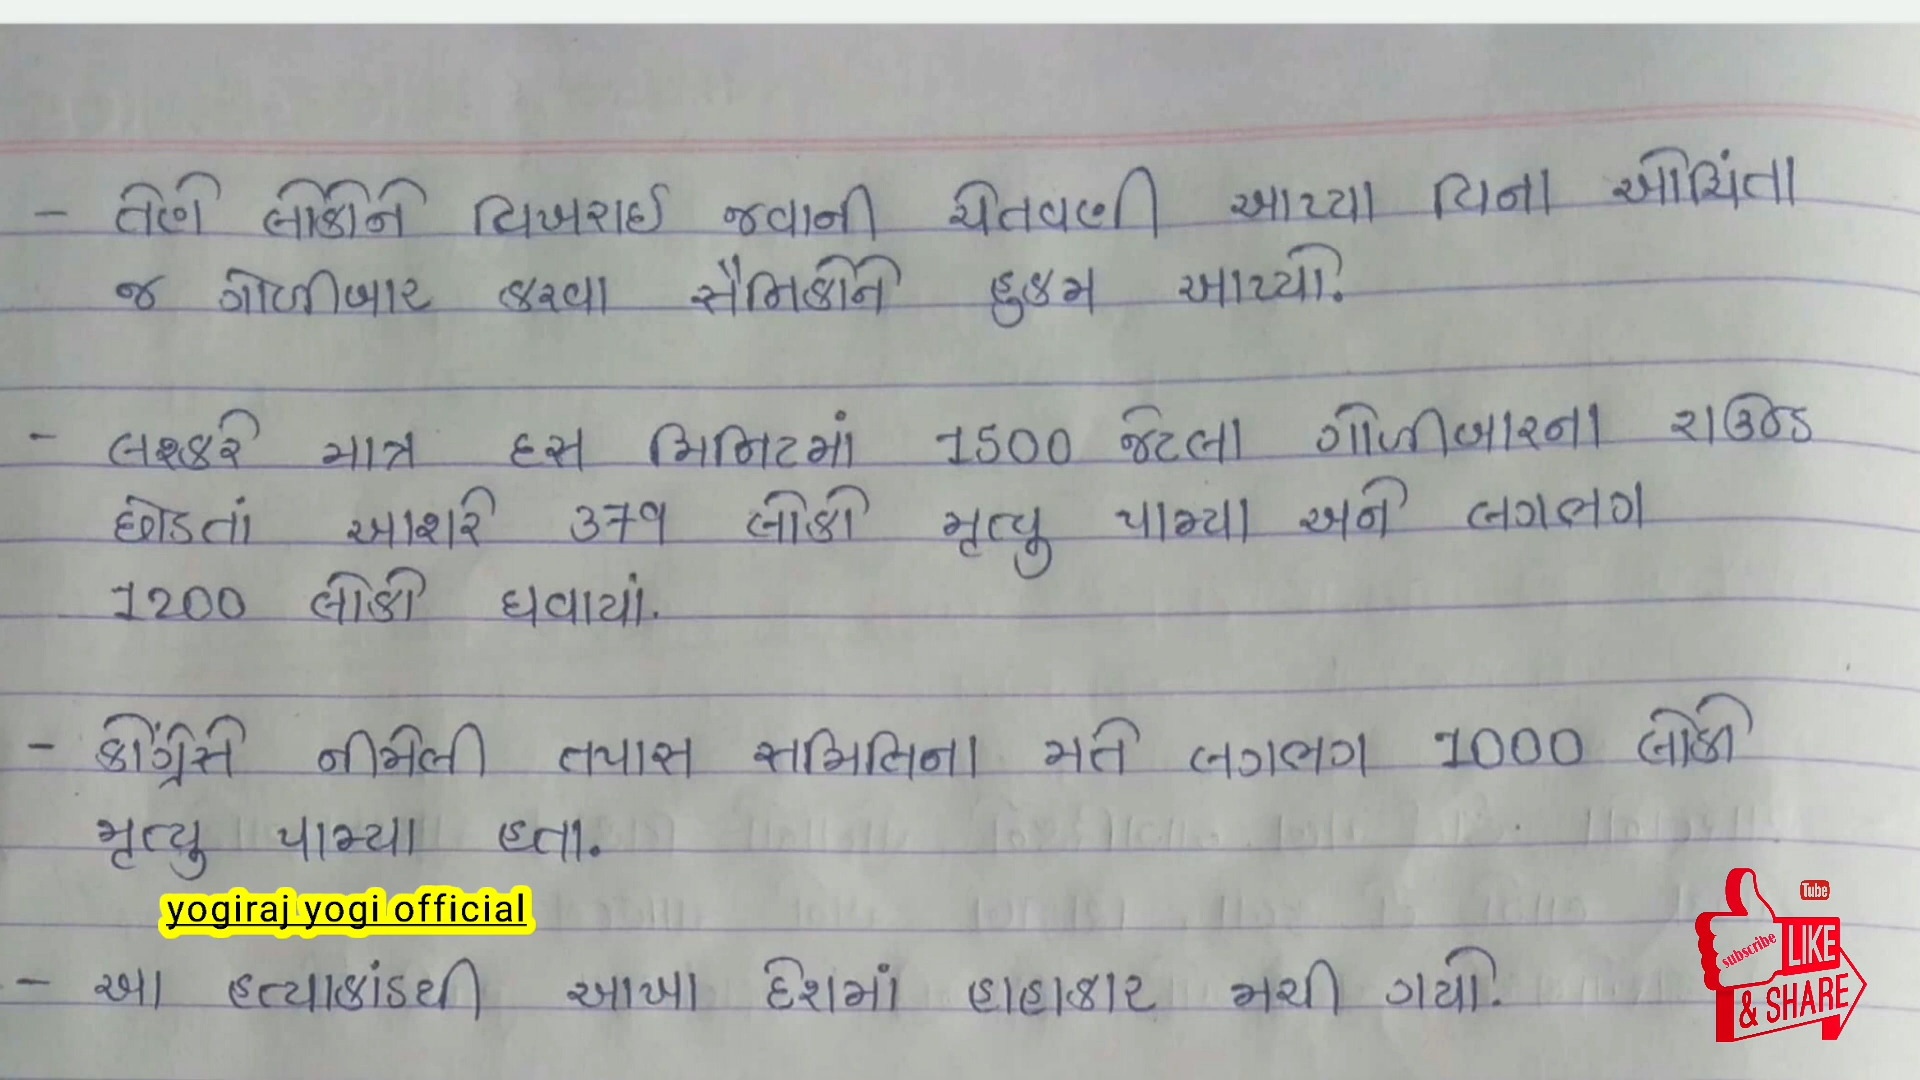 - તેણે લોકોને વિખરાઈ જવાની ચેતવણી આપ્યા વિના ઓચિંતા
જ ગોળીબાર કરવા સૈનિકોને હુકમ આપ્યો.
- લશ્કરે માત્ર દસ મિનિટમાં 1500 જેટલા ગોળીબારના રાઉન્ડ
છોડતાં આશરે 379 લોકો મૃત્યુ પામ્યા અને લગભગ
1200 લોકો ઘવાયાં.
- કોંગ્રેસે નીમેલી તપાસ સમિતિના મતે લગભગ 1000 લોકો
મૃત્યુ પામ્યા હતા.
yogiraj yogi official
- આ હત્યાકાંડથી આખા દેશમાં હાહાકાર મચી ગયો.
Tube
subscribe LIKE
& SHARE